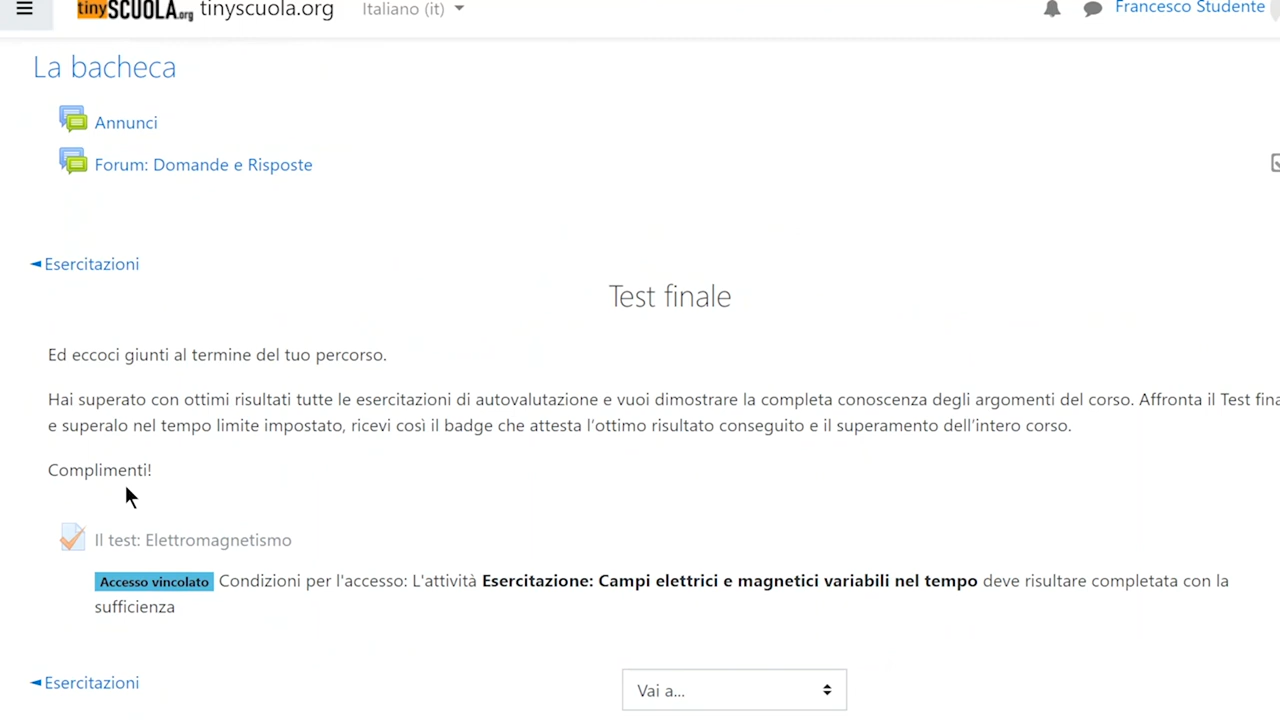 tinySCUOLA.org tinyscuola.org Italiano (it) Francesco Studente
La bacheca
Annunci
Forum: Domande e Risposte
◄Esercitazioni
Test finale
Ed eccoci giunti al termine del tuo percorso.
Hai superato con ottimi risultati tutte le esercitazioni di autovalutazione e vuoi dimostrare la completa conoscenza degli argomenti del corso. Affronta il Test fina
e superalo nel tempo limite impostato, ricevi così il badge che attesta l'ottimo risultato conseguito e il superamento dell'intero corso.
Complimenti!
Il test: Elettromagnetismo
Accesso vincolato Condizioni per l'accesso: L'attività Esercitazione: Campi elettrici e magnetici variabili nel tempo deve risultare completata con la
sufficienza
◄Esercitazioni
Vai a...